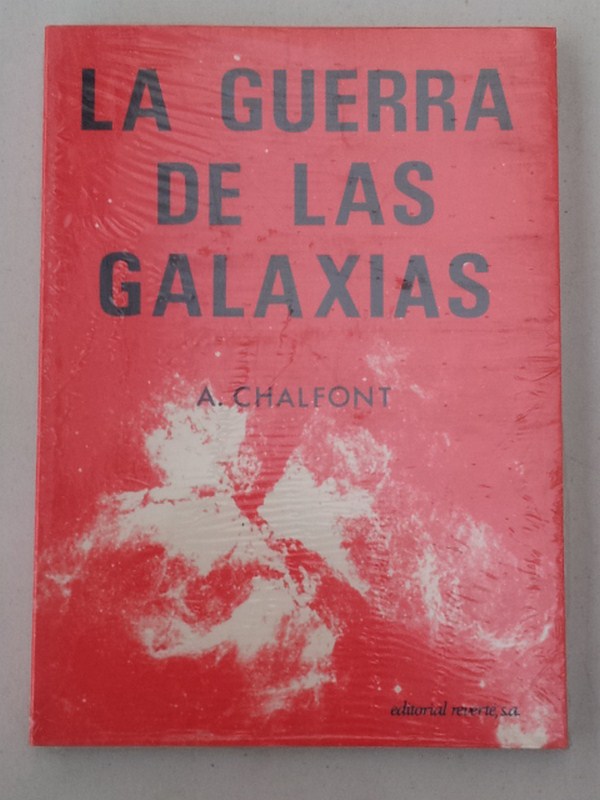 LA GUERRA
DE LAS
GALAXIAS
A. CHALFONT
editorial reverte, s.a.